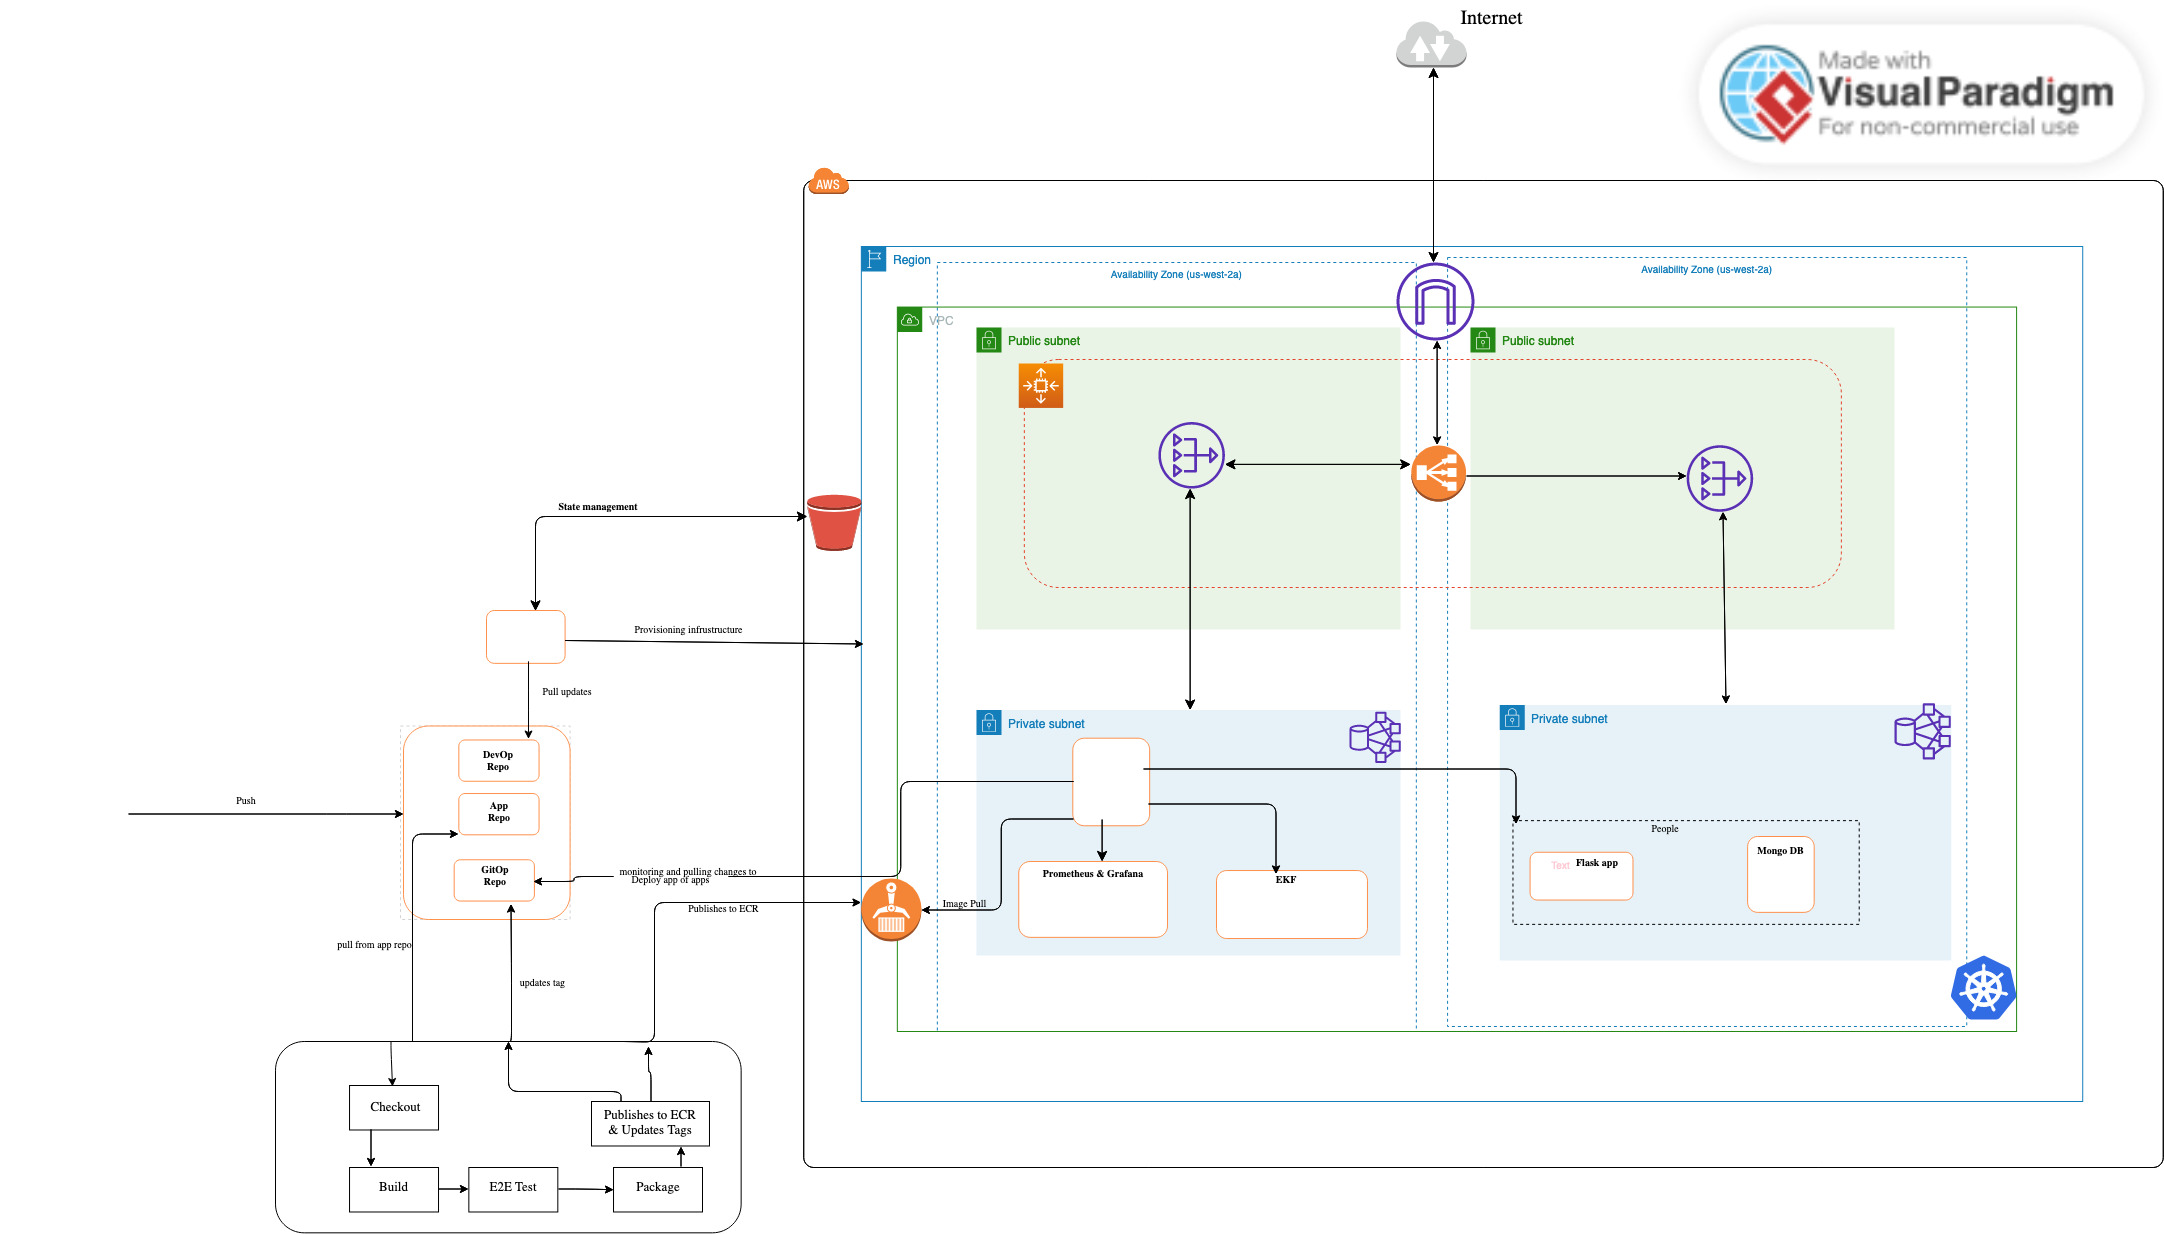 Internet
Made with
Visual Paradigm
For non-commercial use
AWS
Region
Availability Zone (us-west-2a)
Availability Zone (us-west-2a)
VPC
Public subnet
Public subnet
State management
Provisioning infrustructure
Pull updates
Private subnet
Private subnet
DevOp
Repo
Push
App
Repo
People
GitOp
Repo
monitoring and pulling changes to
Deploy app of apps
Prometheus & Grafana
EKF
Text
Flask app
Mongo DB
Publishes to ECR
Image Pull
pull from app repo
updates tag
Checkout
Publishes to ECR
& Updates Tags
Build
E2E Test
Package